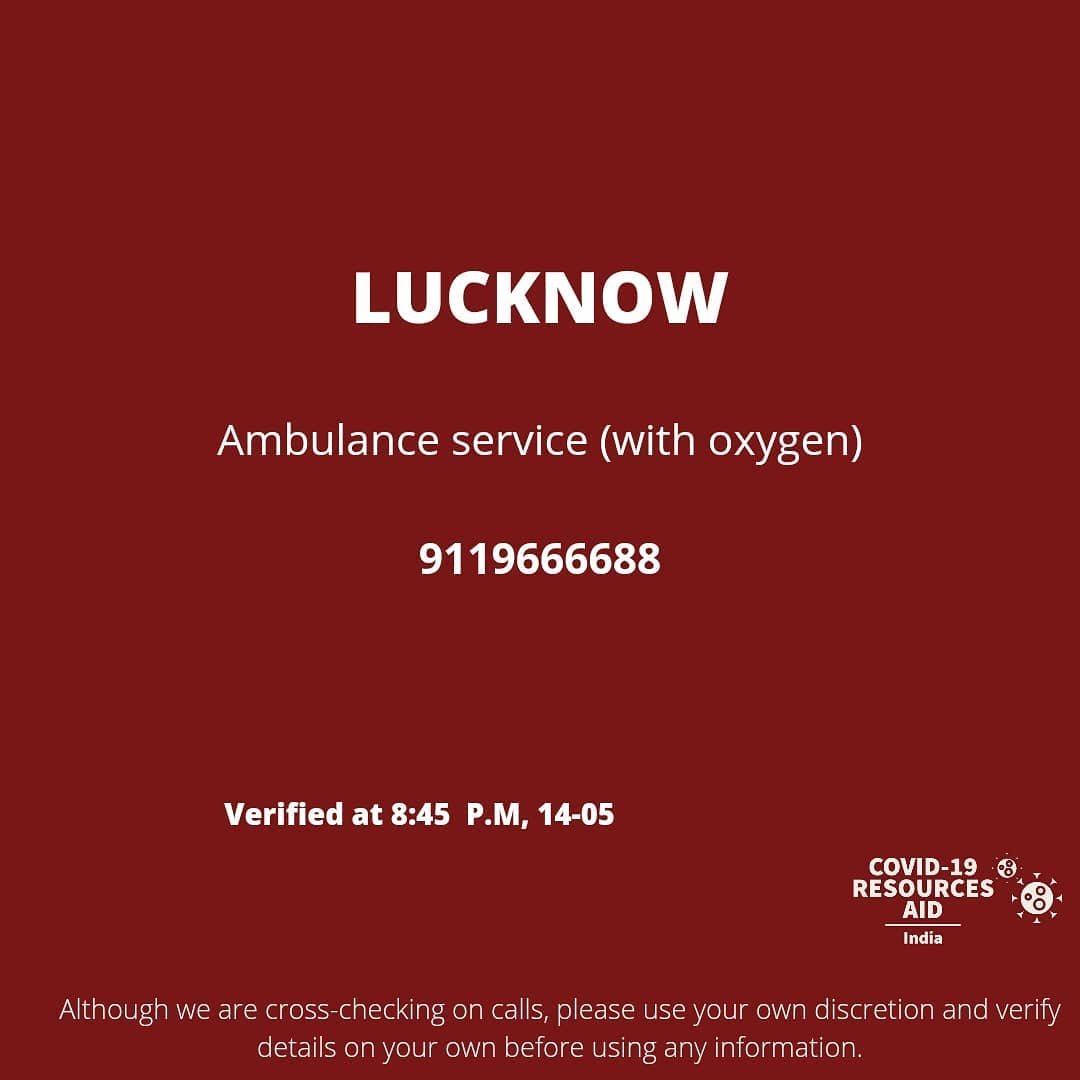 LUCKNOW
Ambulance service (with oxygen)
9119666688
Verified at 8:45 P.M, 14-05
COVID-19
RESOURCES
AID
India
Although we are cross-checking on calls, please use your own discretion and verify
details on your own before using any information.